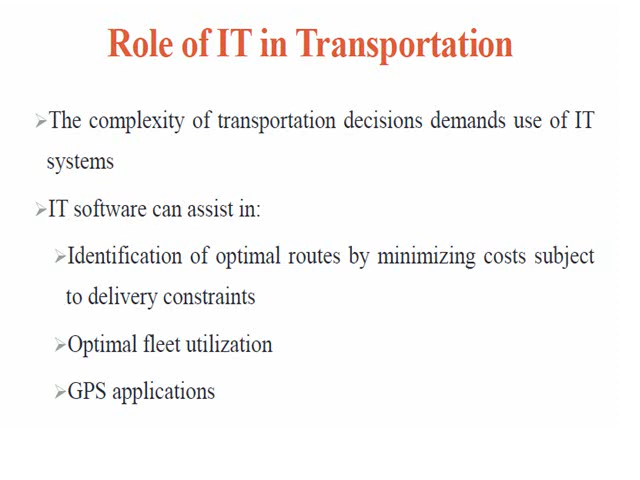 Role of IT in Transportation
➢The complexity of transportation decisions demands use of IT
systems
➢IT software can assist in:
➢Identification of optimal routes by minimizing costs subject
to delivery constraints
➢Optimal fleet utilization
➢GPS applications